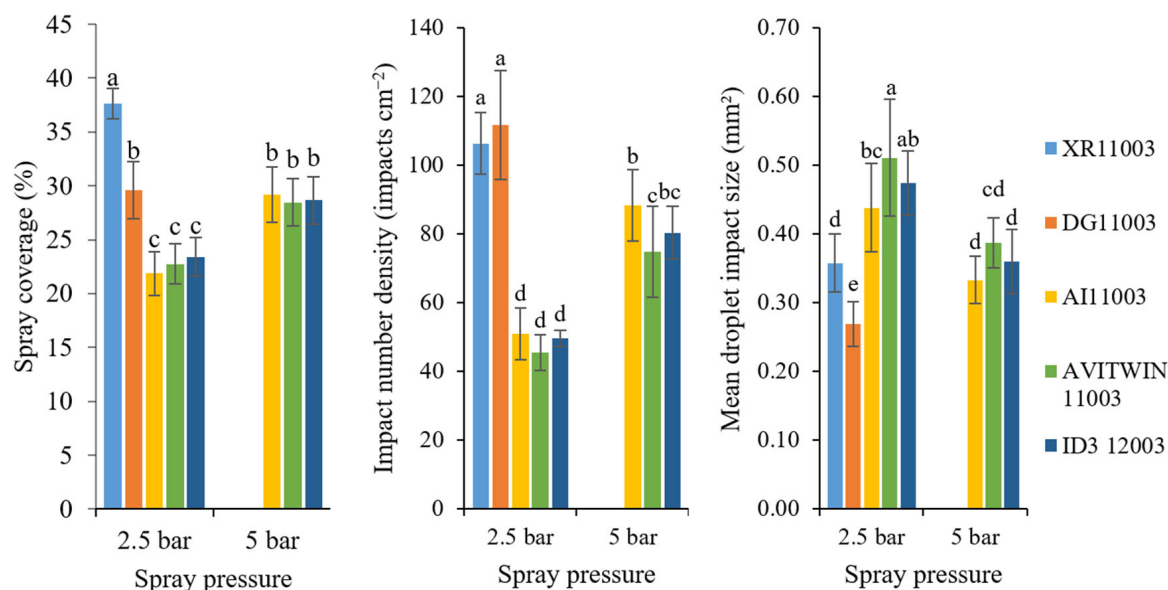 Spray coverage (%)
45
40
35
30
25
20
15
10
5
0
a
b
c
c
c
b
b
b
2.5 bar
5 bar
Spray pressure
Impact number density (impacts cm⁻²)
140
120
100
80
60
40
20
0
a
a
d
d
d
b
c
bc
2.5 bar
5 bar
Spray pressure
Mean droplet impact size (mm²)
0.70
0.60
0.50
0.40
0.30
0.20
0.10
0.00
d
e
bc
a
ab
d
cd
d
2.5 bar
5 bar
Spray pressure
XR11003
DG11003
AI11003
AVITWIN
11003
ID3 12003